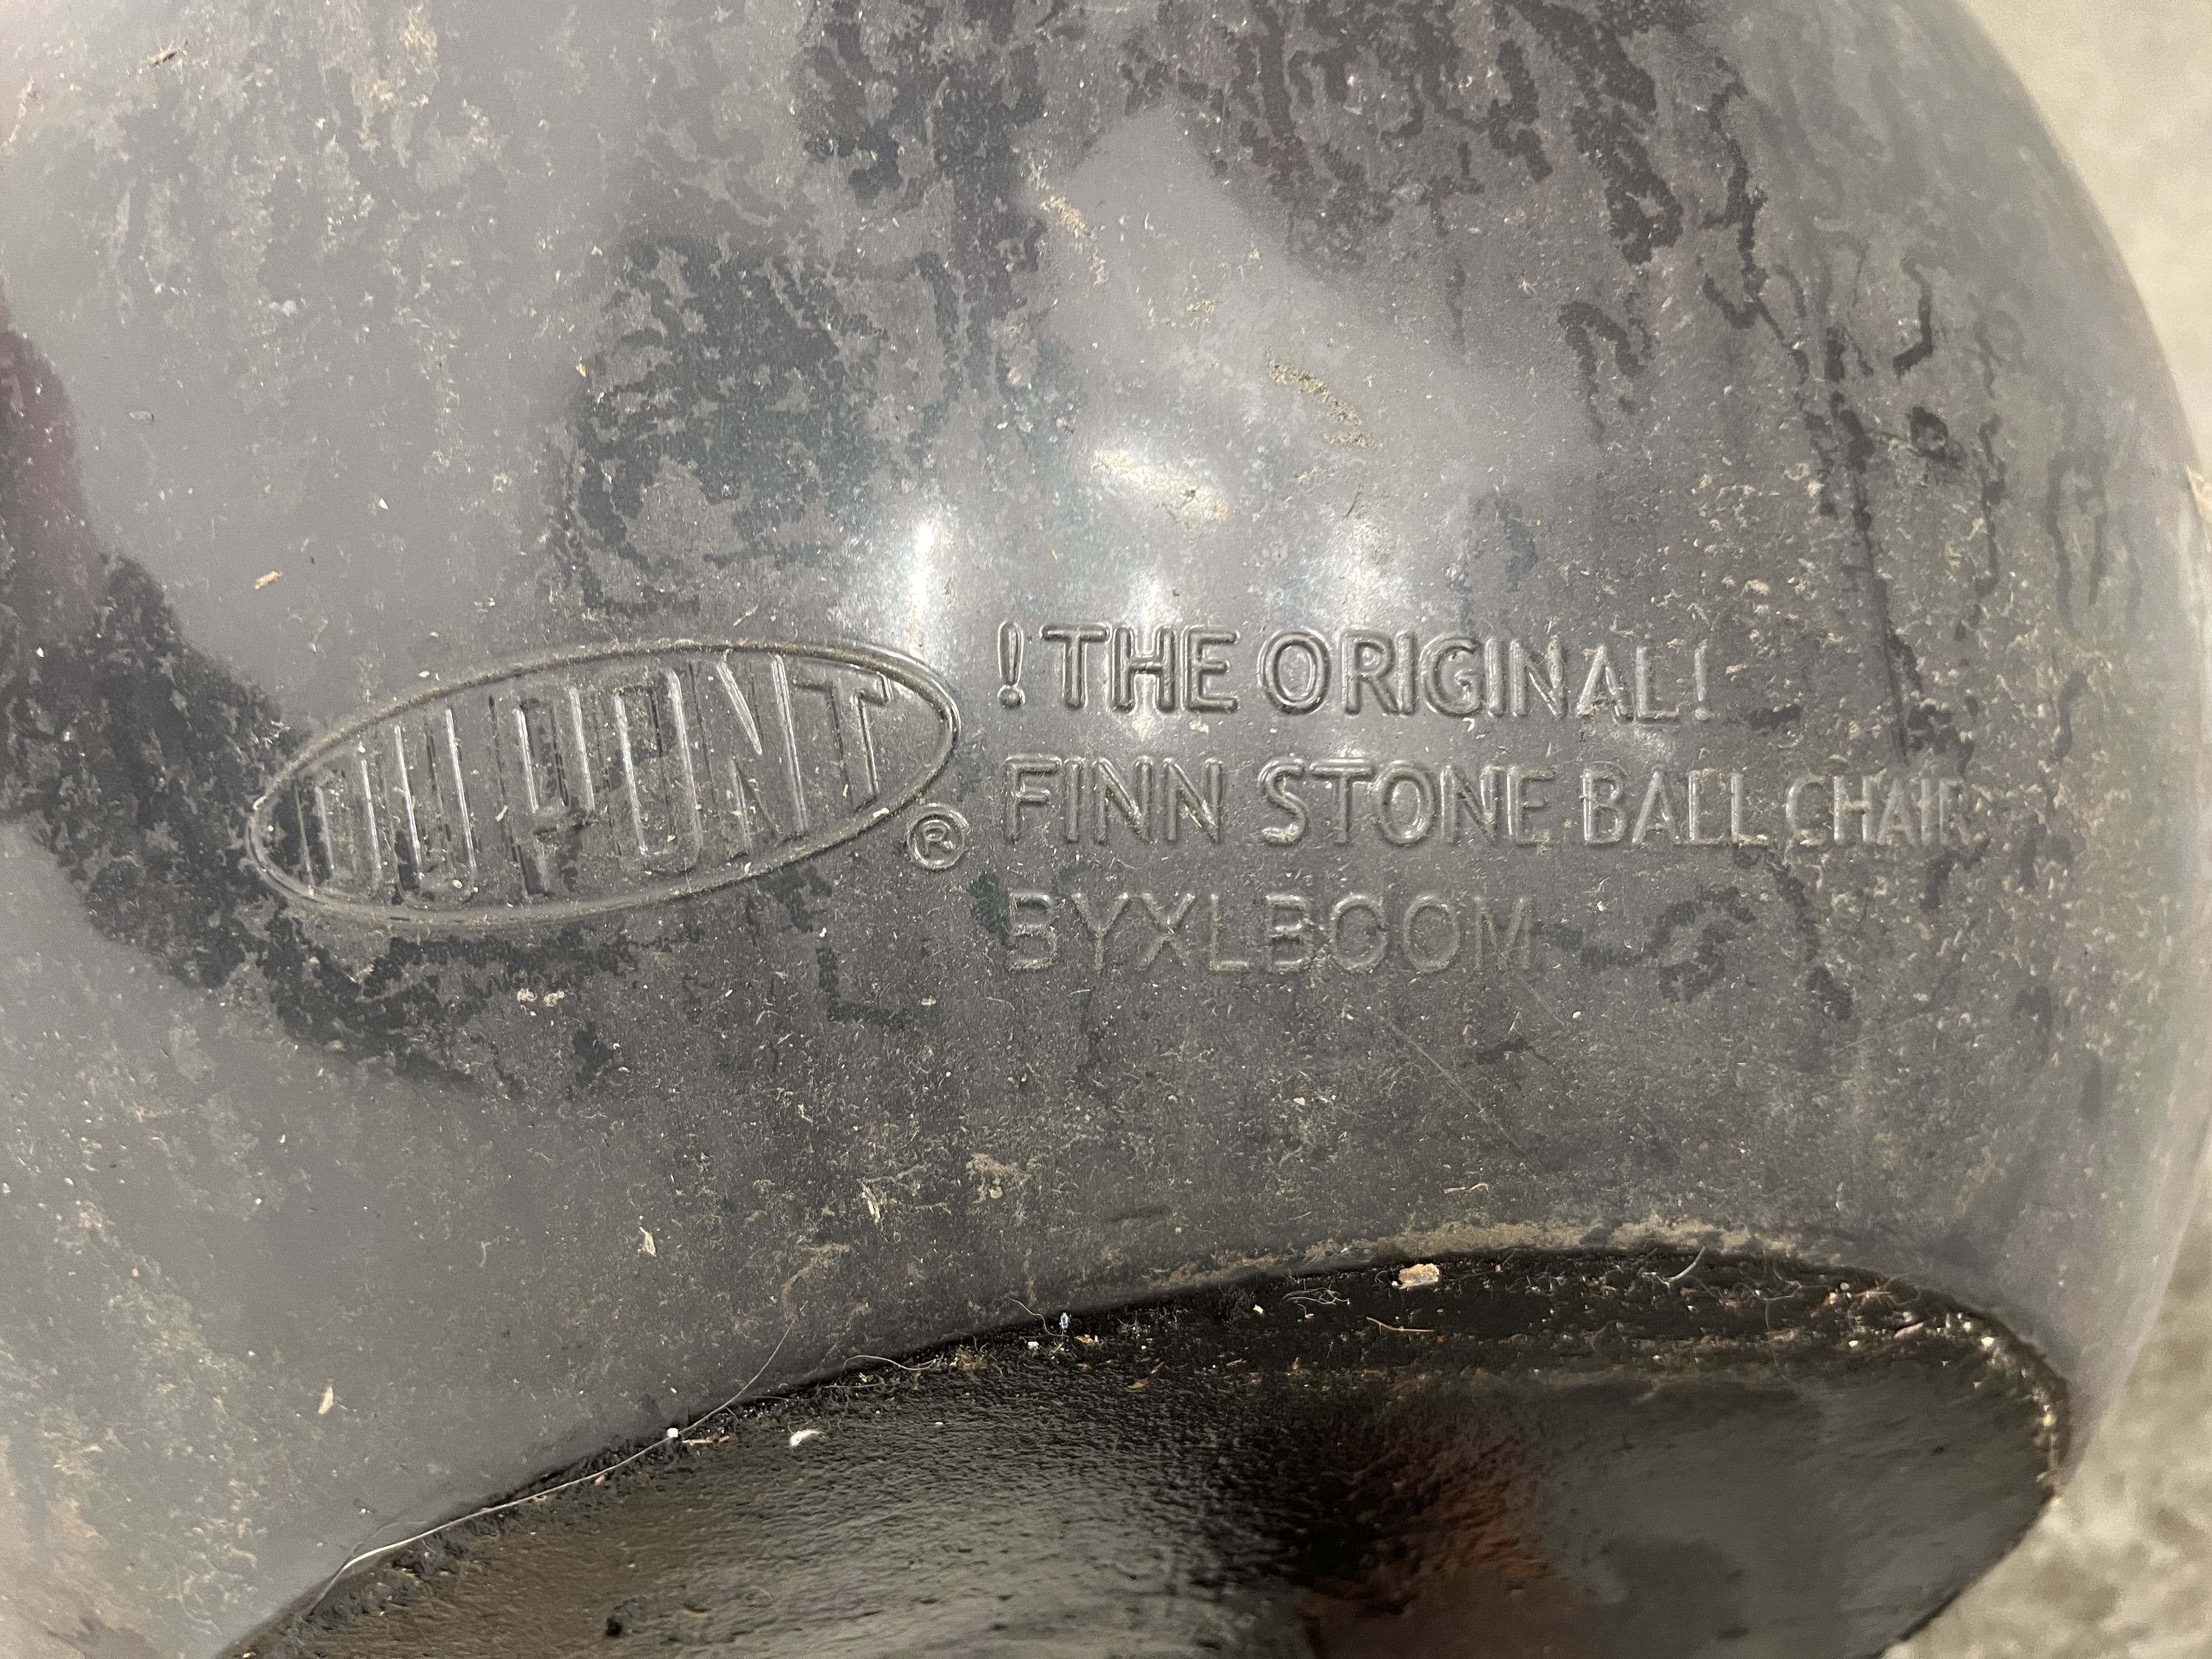 DUPONT ®
! THE ORIGINAL!
FINN STONE BALL CHAIR
BYXLBOOM